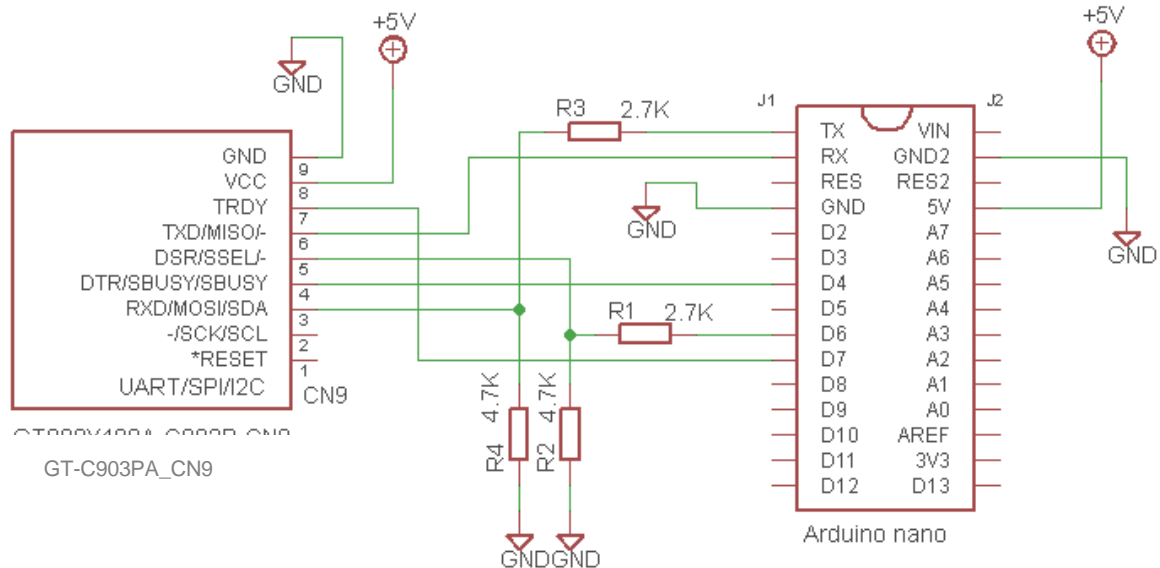 +5V
GND
GND
VCC
TRDY
TXD/MISO/-
DSR/SSEL/-
DTR/SBUSY/SBUSY
RXD/MOSI/SDA
-/SCK/SCL
*RESET
UART/SPI/I2C
9
8
7
6
5
4
3
2
1
CN9
GT-C903PA_CN9
R3 2.7K
GND
R1 2.7K
4.7K
R4
4.7K
R2
GND
GND
+5V
J1
J2
TX
RX
RES
GND
D2
D3
D4
D5
D6
D7
D8
D9
D10
D11
D12
VIN
GND2
RES2
5V
A7
A6
A5
A4
A3
A2
A1
A0
AREF
3V3
D13
GND
Arduino nano